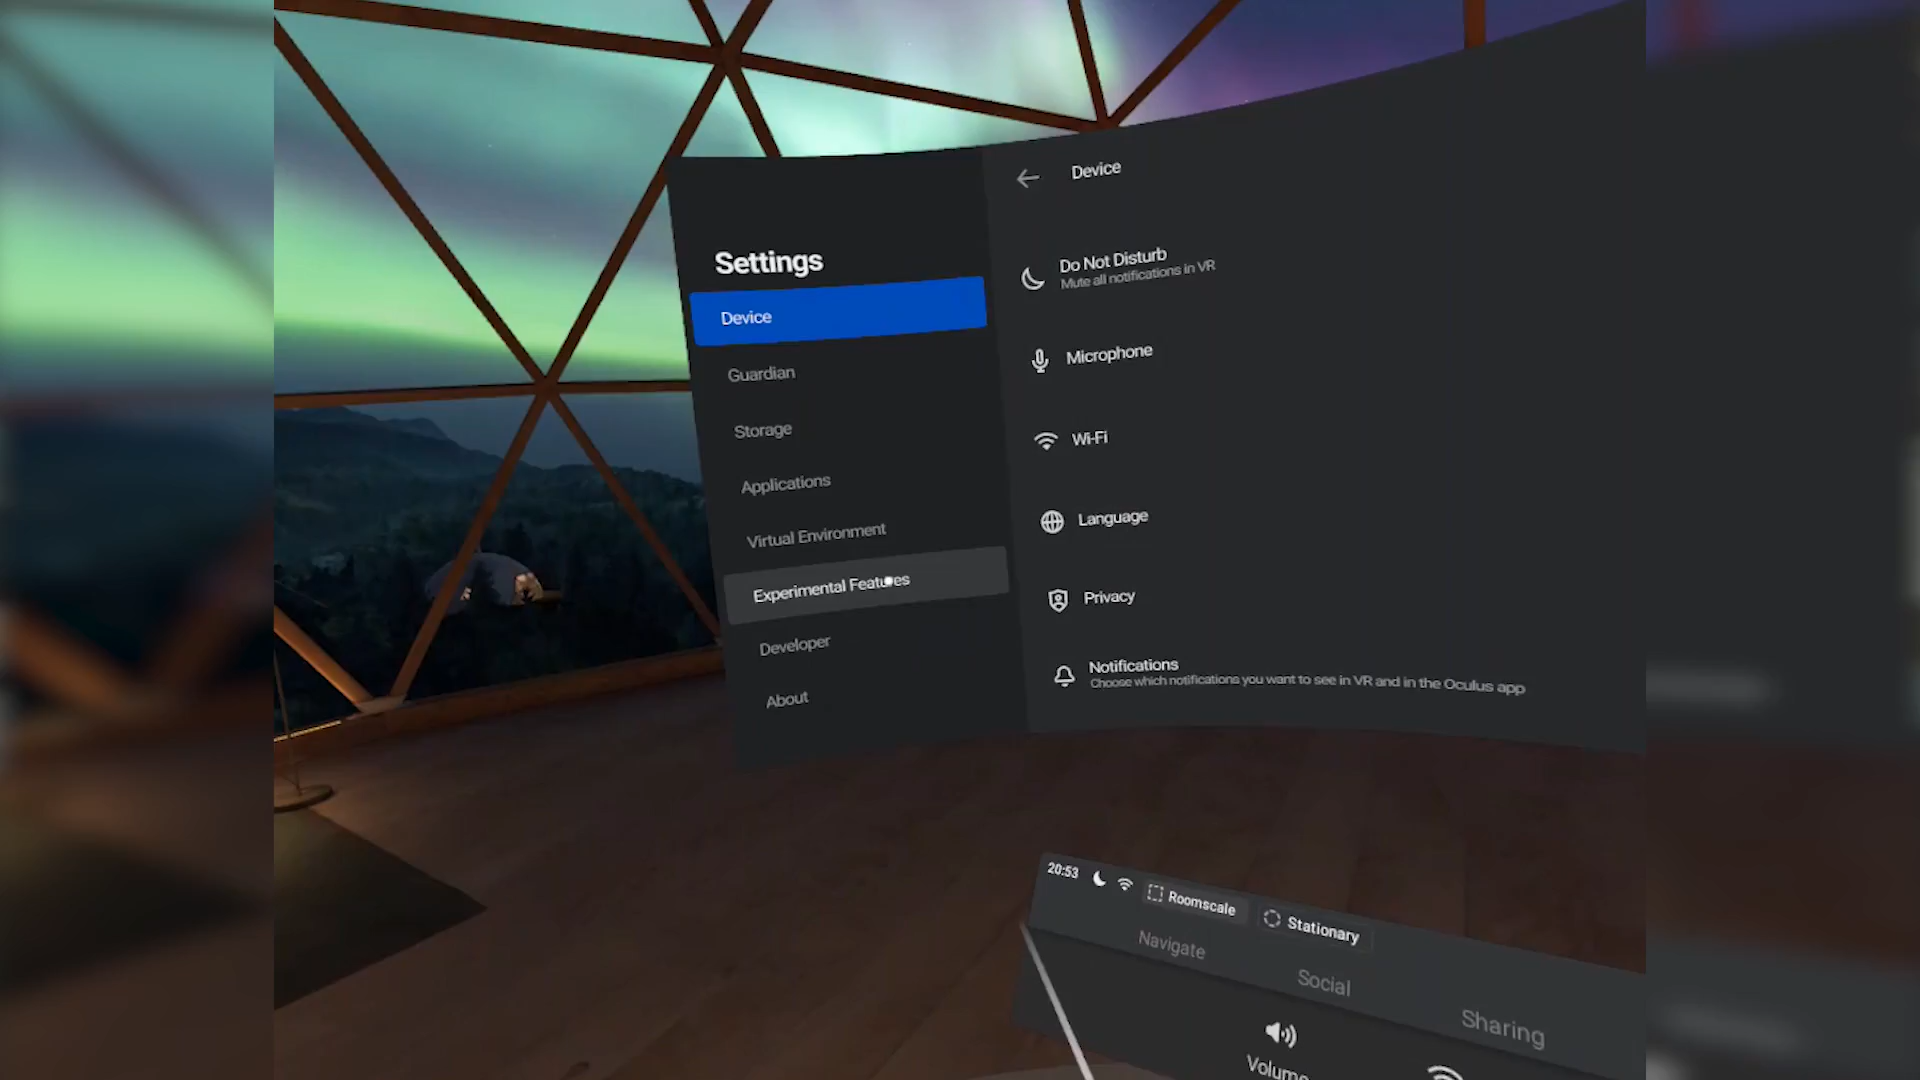 Settings
Device
Guardian
Storage
Applications
Virtual Environment
Experimental Features
Developer
About
Device
Do Not Disturb
Mute all notifications in VR
Microphone
Wi-Fi
Language
Privacy
Notifications
Choose which notifications you want to see in VR and in the Oculus app
20:53
Roomscale
Stationary
Navigate
Social
Sharing
Volume